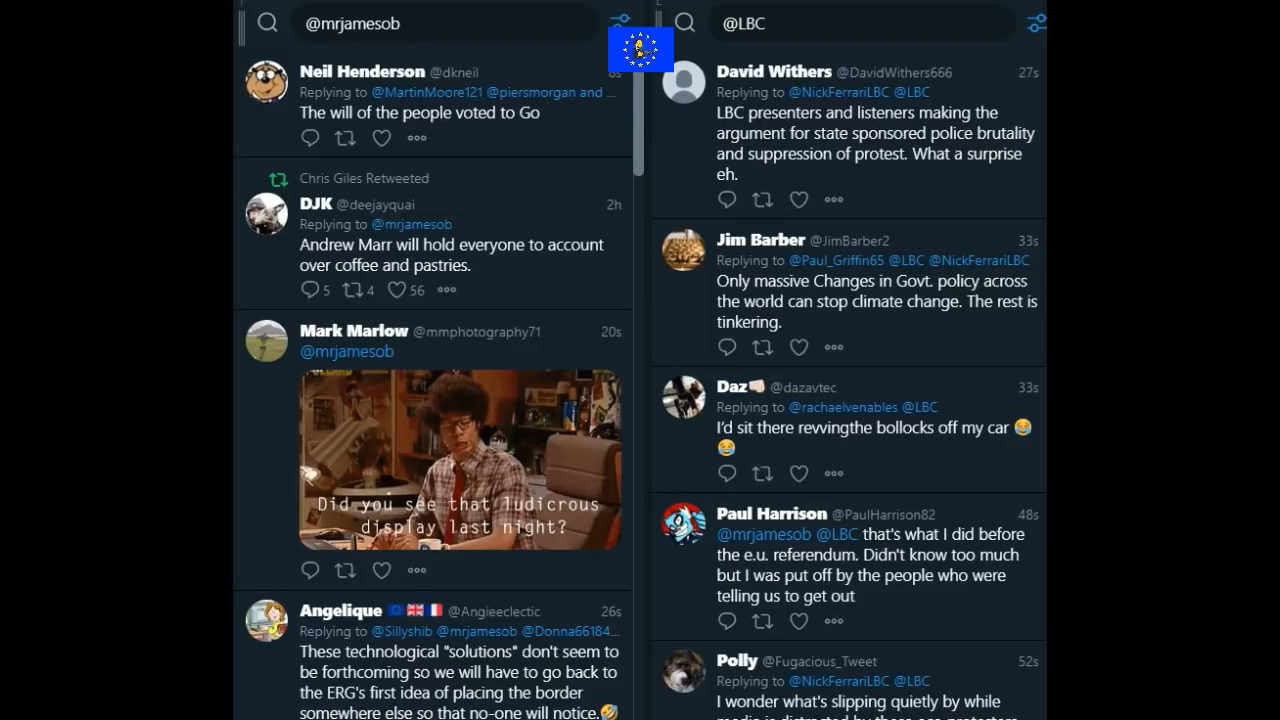 @mrjamesob
Neil Henderson @dkneil 8s
Replying to @MartinMoore121 @piersmorgan and ...
The will of the people voted to Go
Chris Giles Retweeted
DJK @deejayquai 2h
Replying to @mrjamesob
Andrew Marr will hold everyone to account
over coffee and pastries.
5 4 56
Mark Marlow @mmphotography71 20s
@mrjamesob
Did you see that ludicrous
display last night?
Angelique @Angieeclectic 26s
Replying to @Sillyshib @mrjamesob @Donna66184...
These technological "solutions" don't seem to
be forthcoming so we will have to go back to
the ERG's first idea of placing the border
somewhere else so that no-one will notice.🤣
@LBC
David Withers @DavidWithers666 27s
Replying to @NickFerrariLBC @LBC
LBC presenters and listeners making the
argument for state sponsored police brutality
and suppression of protest. What a surprise
eh.
Jim Barber @JimBarber2 33s
Replying to @Paul_Griffin65 @LBC @NickFerrariLBC
Only massive Changes in Govt. policy across
the world can stop climate change. The rest is
tinkering.
Daz👊🏻 @dazavtec 33s
Replying to @rachaelvenables @LBC
I'd sit there revvingthe bollocks off my car 😂
😂
Paul Harrison @PaulHarrison82 48s
@mrjamesob @LBC that's what I did before
the e.u. referendum. Didn't know too much
but I was put off by the people who were
telling us to get out
Polly @Fugacious_Tweet 52s
Replying to @NickFerrariLBC @LBC
I wonder what's slipping quietly by while
media is distracted by these eco protestors